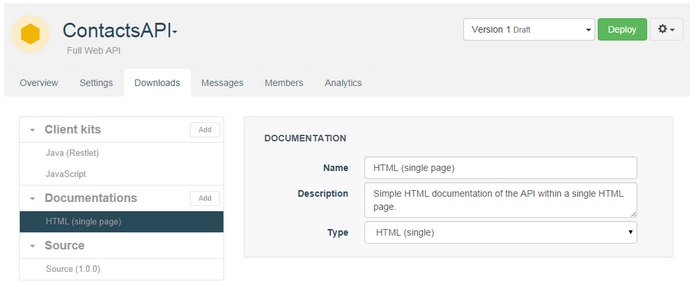 ContactsAPI
Full Web API
Version 1 Draft
Deploy
Overview Settings Downloads Messages Members Analytics
Client kits Add
Java (Restlet)
JavaScript
Documentations Add
HTML (single page)
Source
Source (1.0.0)
DOCUMENTATION
Name HTML (single page)
Description Simple HTML documentation of the API within a single HTML
page.
Type HTML (single)